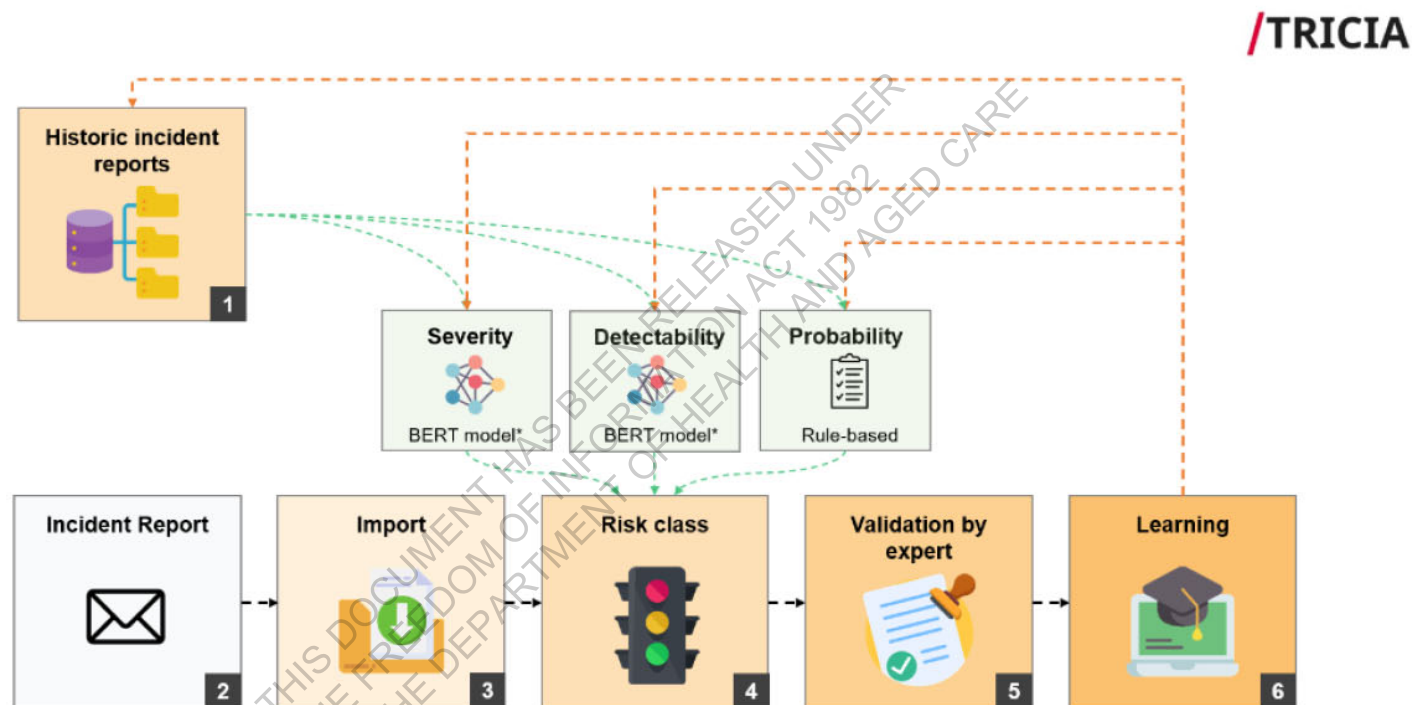 /TRICIA
Historic incident
reports
1
Severity
BERT model*
Detectability
BERT model*
Probability
Rule-based
Incident Report
2
Import
3
Risk class
4
Validation by
expert
5
Learning
6
THIS DOCUMENT HAS BEEN RELEASED UNDER
THE FREEDOM OF INFORMATION ACT 1982
THE DEPARTMENT OF HEALTH AND AGED CARE